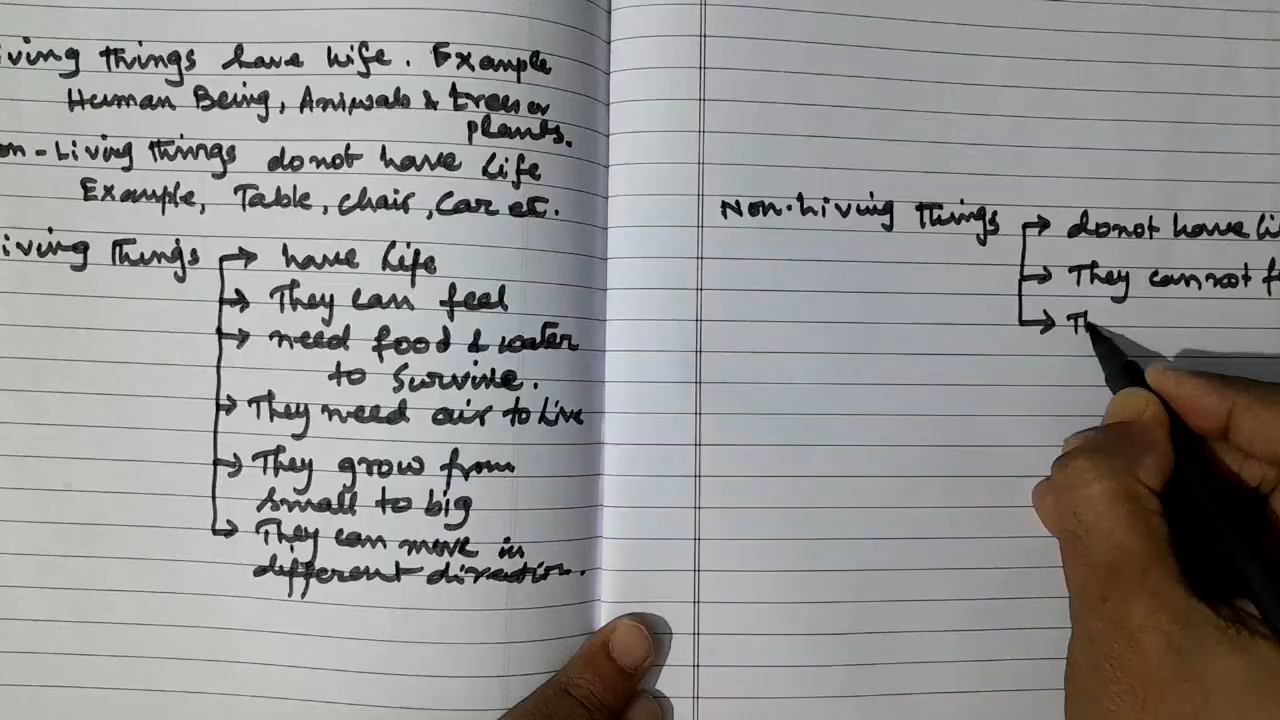 iving things have life. Example
Human Being, Animals & trees or
plants.
on-Living things donot have life
Example, Table, chair, Car etc.
iving Things → have life
→ They can feel
→ need food & water
to survive.
→ They need air to live
→ They grow from
small to big
→ They can move in
different direction.
Non-Living things → donot have li
→ They cannot f
→ Th